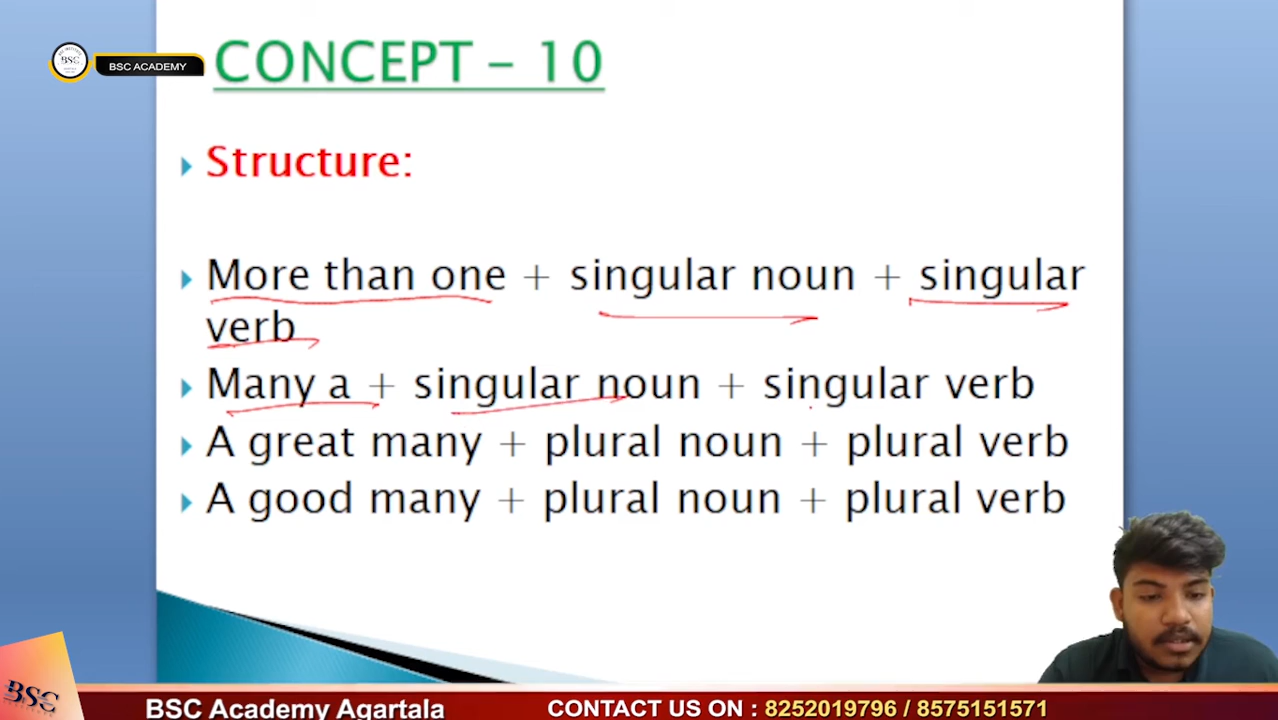 BSC
BSC ACADEMY
CONCEPT – 10
Structure:
More than one + singular noun + singular
verb
Many a + singular noun + singular verb
A great many + plural noun + plural verb
A good many + plural noun + plural verb
BSC
BSC Academy Agartala
CONTACT US ON : 8252019796 / 8575151571